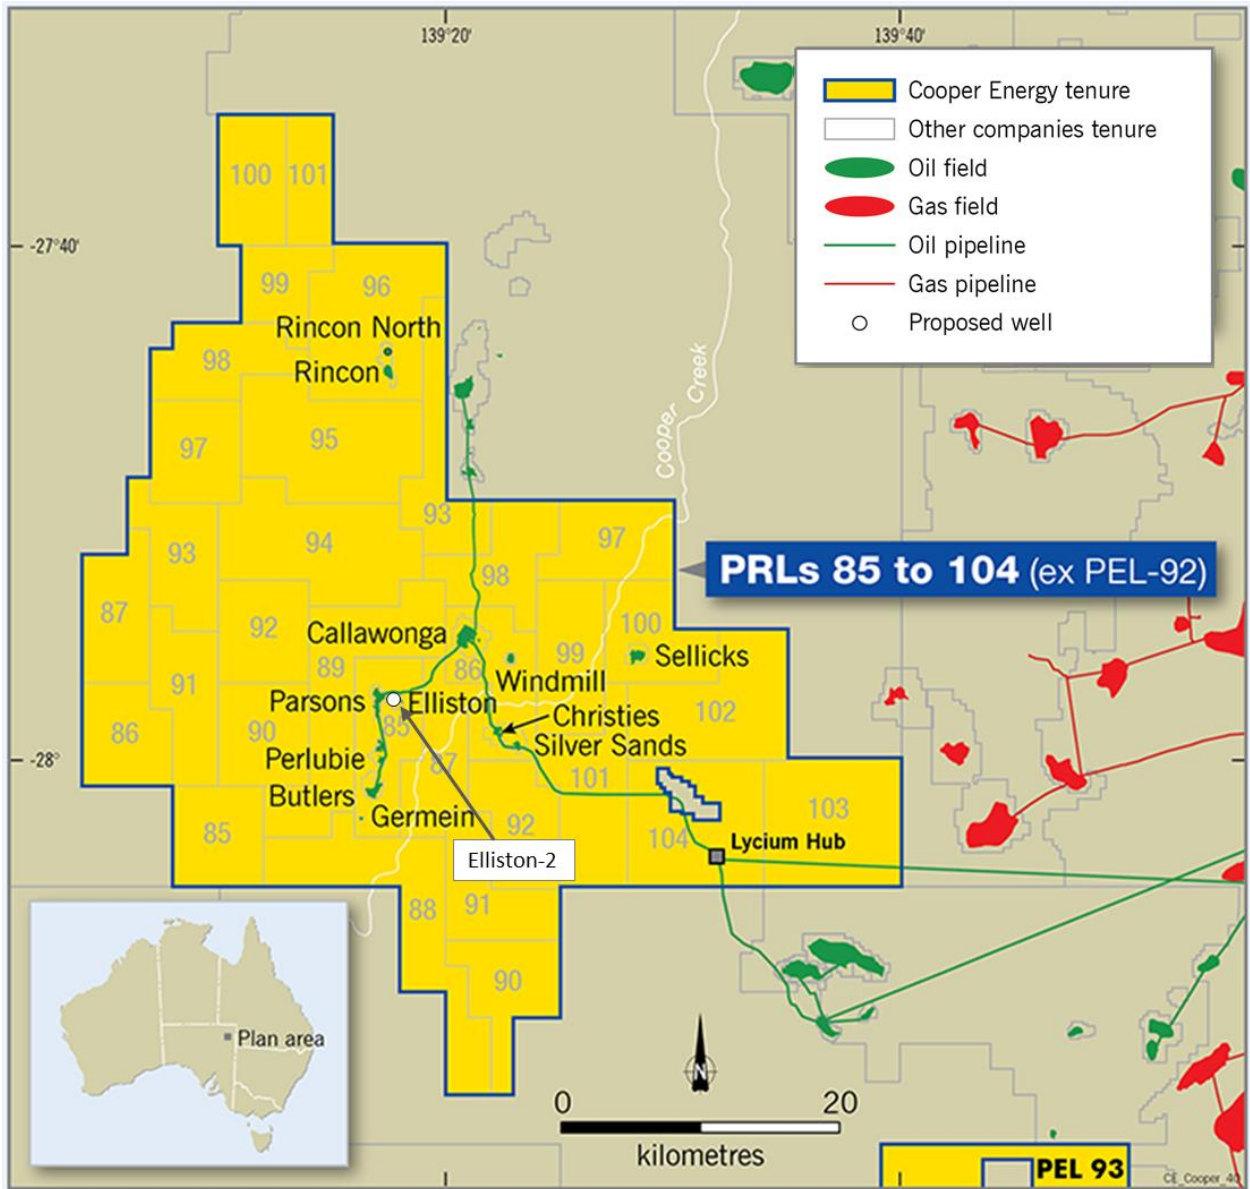 139°20'
139°40'
Cooper Energy tenure
Other companies tenure
Oil field
Gas field
Oil pipeline
Gas pipeline
Proposed well
100
101
-27°40'
99
96
Rincon North
98
Rincon
Cooper Creek
97
95
93
94
93
97
98
PRLs 85 to 104 (ex PEL-92)
87
92
Callawonga
100
89
86
99
Sellicks
91
Windmill
Parsons
Elliston
102
86
90
85
Christies
Silver Sands
-28°
Perlubie
87
101
Butlers
103
Germein
92
85
104
Lycium Hub
Elliston-2
88
91
90
Plan area
N
0
20
kilometres
PEL 93